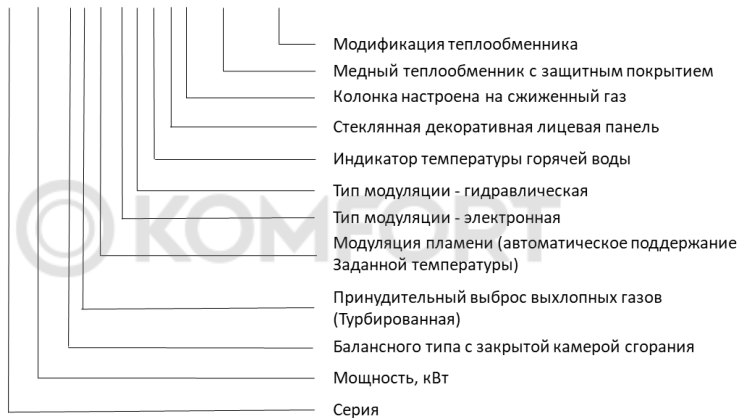 Модификация теплообменника
Медный теплообменник с защитным покрытием
Колонка настроена на сжиженный газ
Стеклянная декоративная лицевая панель
Индикатор температуры горячей воды
Тип модуляции - гидравлическая
Тип модуляции - электронная
Модуляция пламени (автоматическое поддержание
Заданной температуры)
KOMFORT
Принудительный выброс выхлопных газов
(Турбированная)
Балансного типа с закрытой камерой сгорания
Мощность, кВт
Серия